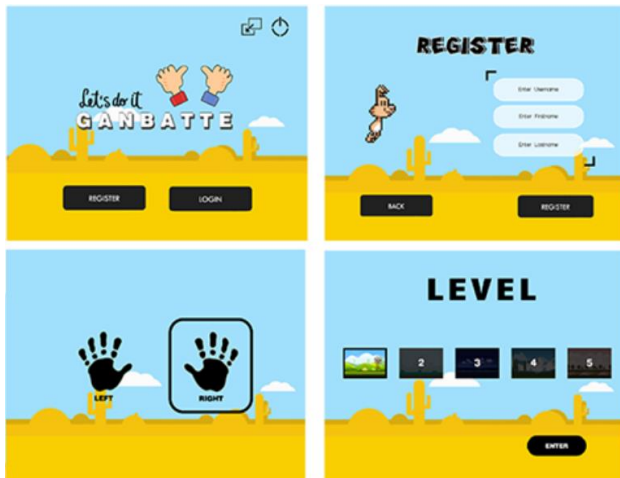 Let's do it
GANBATTE
REGISTER
LOGIN
REGISTER
Enter Username
Enter Firstname
Enter Lastname
BACK
REGISTER
LEFT
RIGHT
LEVEL
2
3
4
5
ENTER